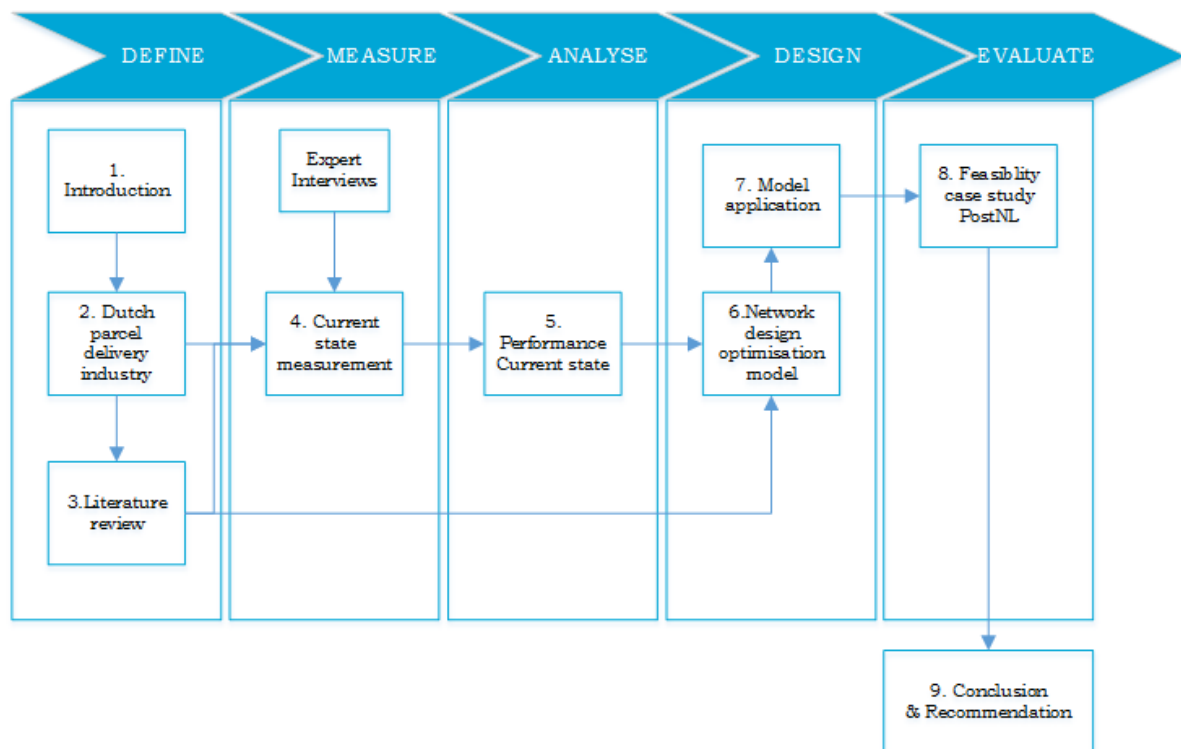 DEFINE
MEASURE
ANALYSE
DESIGN
EVALUATE
1.
Introduction
2. Dutch
parcel
delivery
industry
3.Literature
review
Expert
Interviews
4. Current
state
measurement
5.
Performance
Current state
7. Model
application
6.Network
design
optimisation
model
8. Feasiblity
case study
PostNL
9. Conclusion
& Recommendation